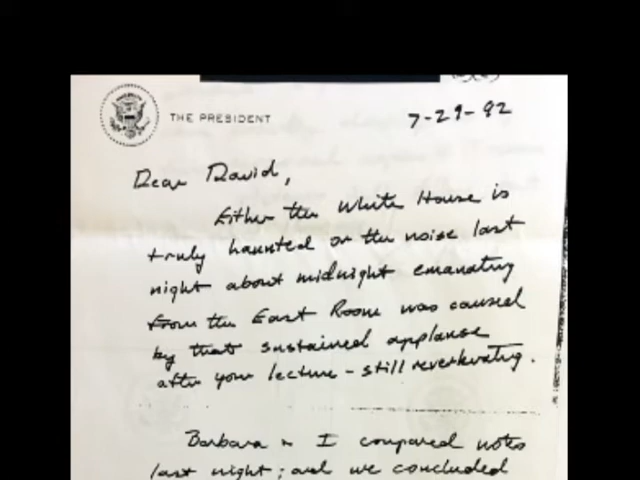 THE PRESIDENT
7-29-92
Dear David,
Either the White House is
truly haunted or the noise last
night about midnight emanating
from the East Room was caused
by that sustained applause
after your lecture - still reverberating.
Barbara & I compared notes
last night; and we concluded